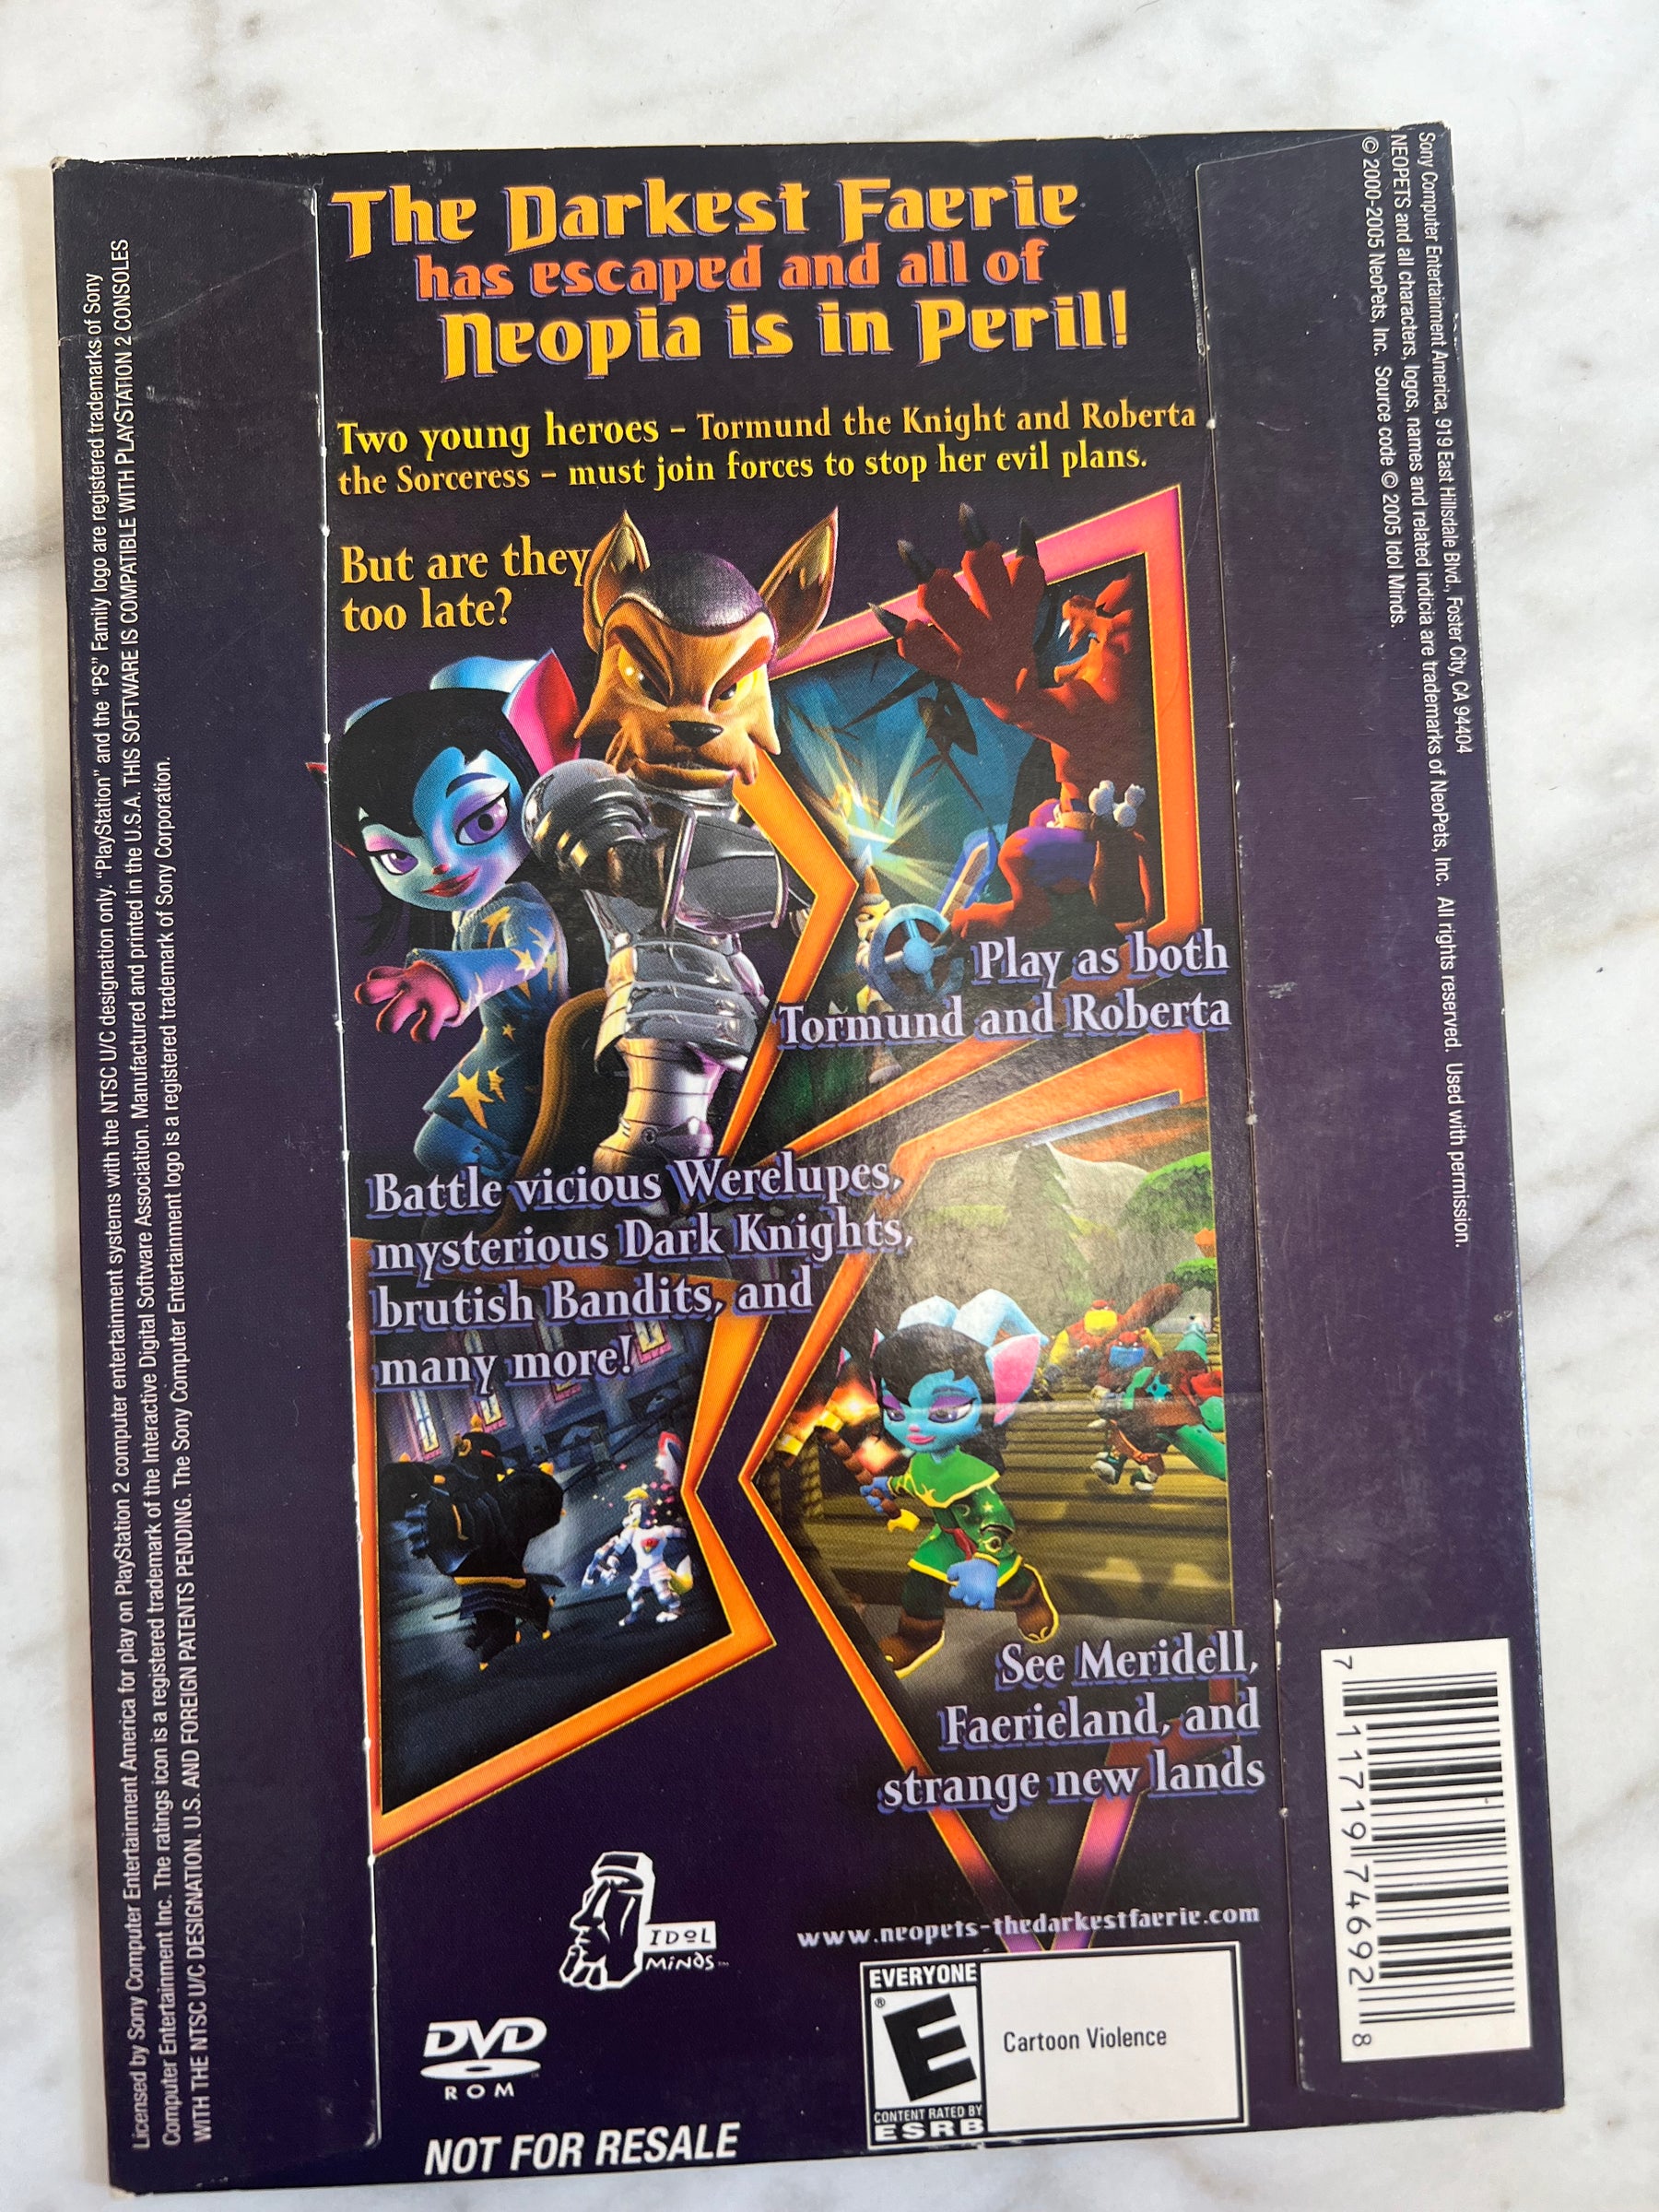 The Darkest Faerie
has escaped and all of
Neopia is in Peril!
Two young heroes – Tormund the Knight and Roberta
the Sorceress – must join forces to stop her evil plans.
But are they
too late?
Play as both
Tormund and Roberta
Battle vicious Werelupes,
mysterious Dark Knights,
brutish Bandits, and
many more!
See Meridell,
Faerieland, and
strange new lands
IDOL
MINDS™
www.neopets-thedarkestfaerie.com
EVERYONE
®
E
CONTENT RATED BY
ESRB
Cartoon Violence
DVD™
ROM
NOT FOR RESALE
Licensed by Sony Computer Entertainment America for play on PlayStation 2 computer entertainment systems with the NTSC U/C designation only. "PlayStation" and the "PS" Family logo are registered trademarks of Sony
Computer Entertainment Inc. The ratings icon is a registered trademark of the Interactive Digital Software Association. Manufactured and printed in the U.S.A. THIS SOFTWARE IS COMPATIBLE WITH PLAYSTATION 2 CONSOLES
WITH THE NTSC U/C DESIGNATION. U.S. AND FOREIGN PATENTS PENDING. The Sony Computer Entertainment logo is a registered trademark of Sony Corporation.
Sony Computer Entertainment America, 919 East Hillsdale Blvd., Foster City, CA 94404
NEOPETS and all characters, logos, names and related indicia are trademarks of NeoPets, Inc. All rights reserved. Used with permission.
© 2000-2005 NeoPets, Inc. Source code © 2005 Idol Minds.
7 11719 74692 8